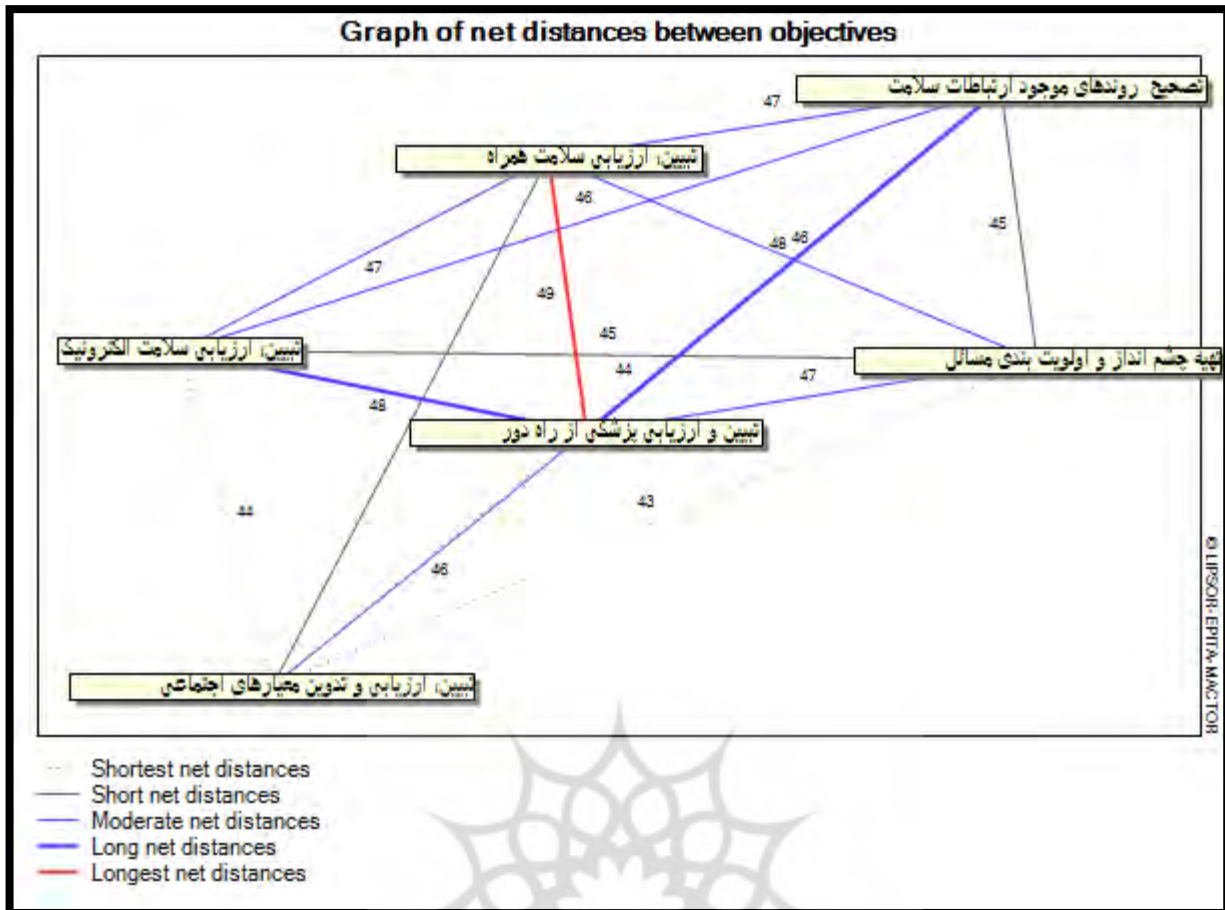 Graph of net distances between objectives
تصحیح روندهای موجود ارتباطات سلامت
47
تبیین، ارزیابی سلامت همراه
46
45
48
46
47
49
45
تبیین، ارزیابی سلامت الکترونیک
44
تهیه چشم انداز و اولویت بندی مسائل
47
48
تبیین و ارزیابی پزشکی از راه دور
43
44
46
تبیین، ارزیابی و تدوین معیارهای اجتماعی
© LIPSOR-EPITA-MACTOR
Shortest net distances
Short net distances
Moderate net distances
Long net distances
Longest net distances